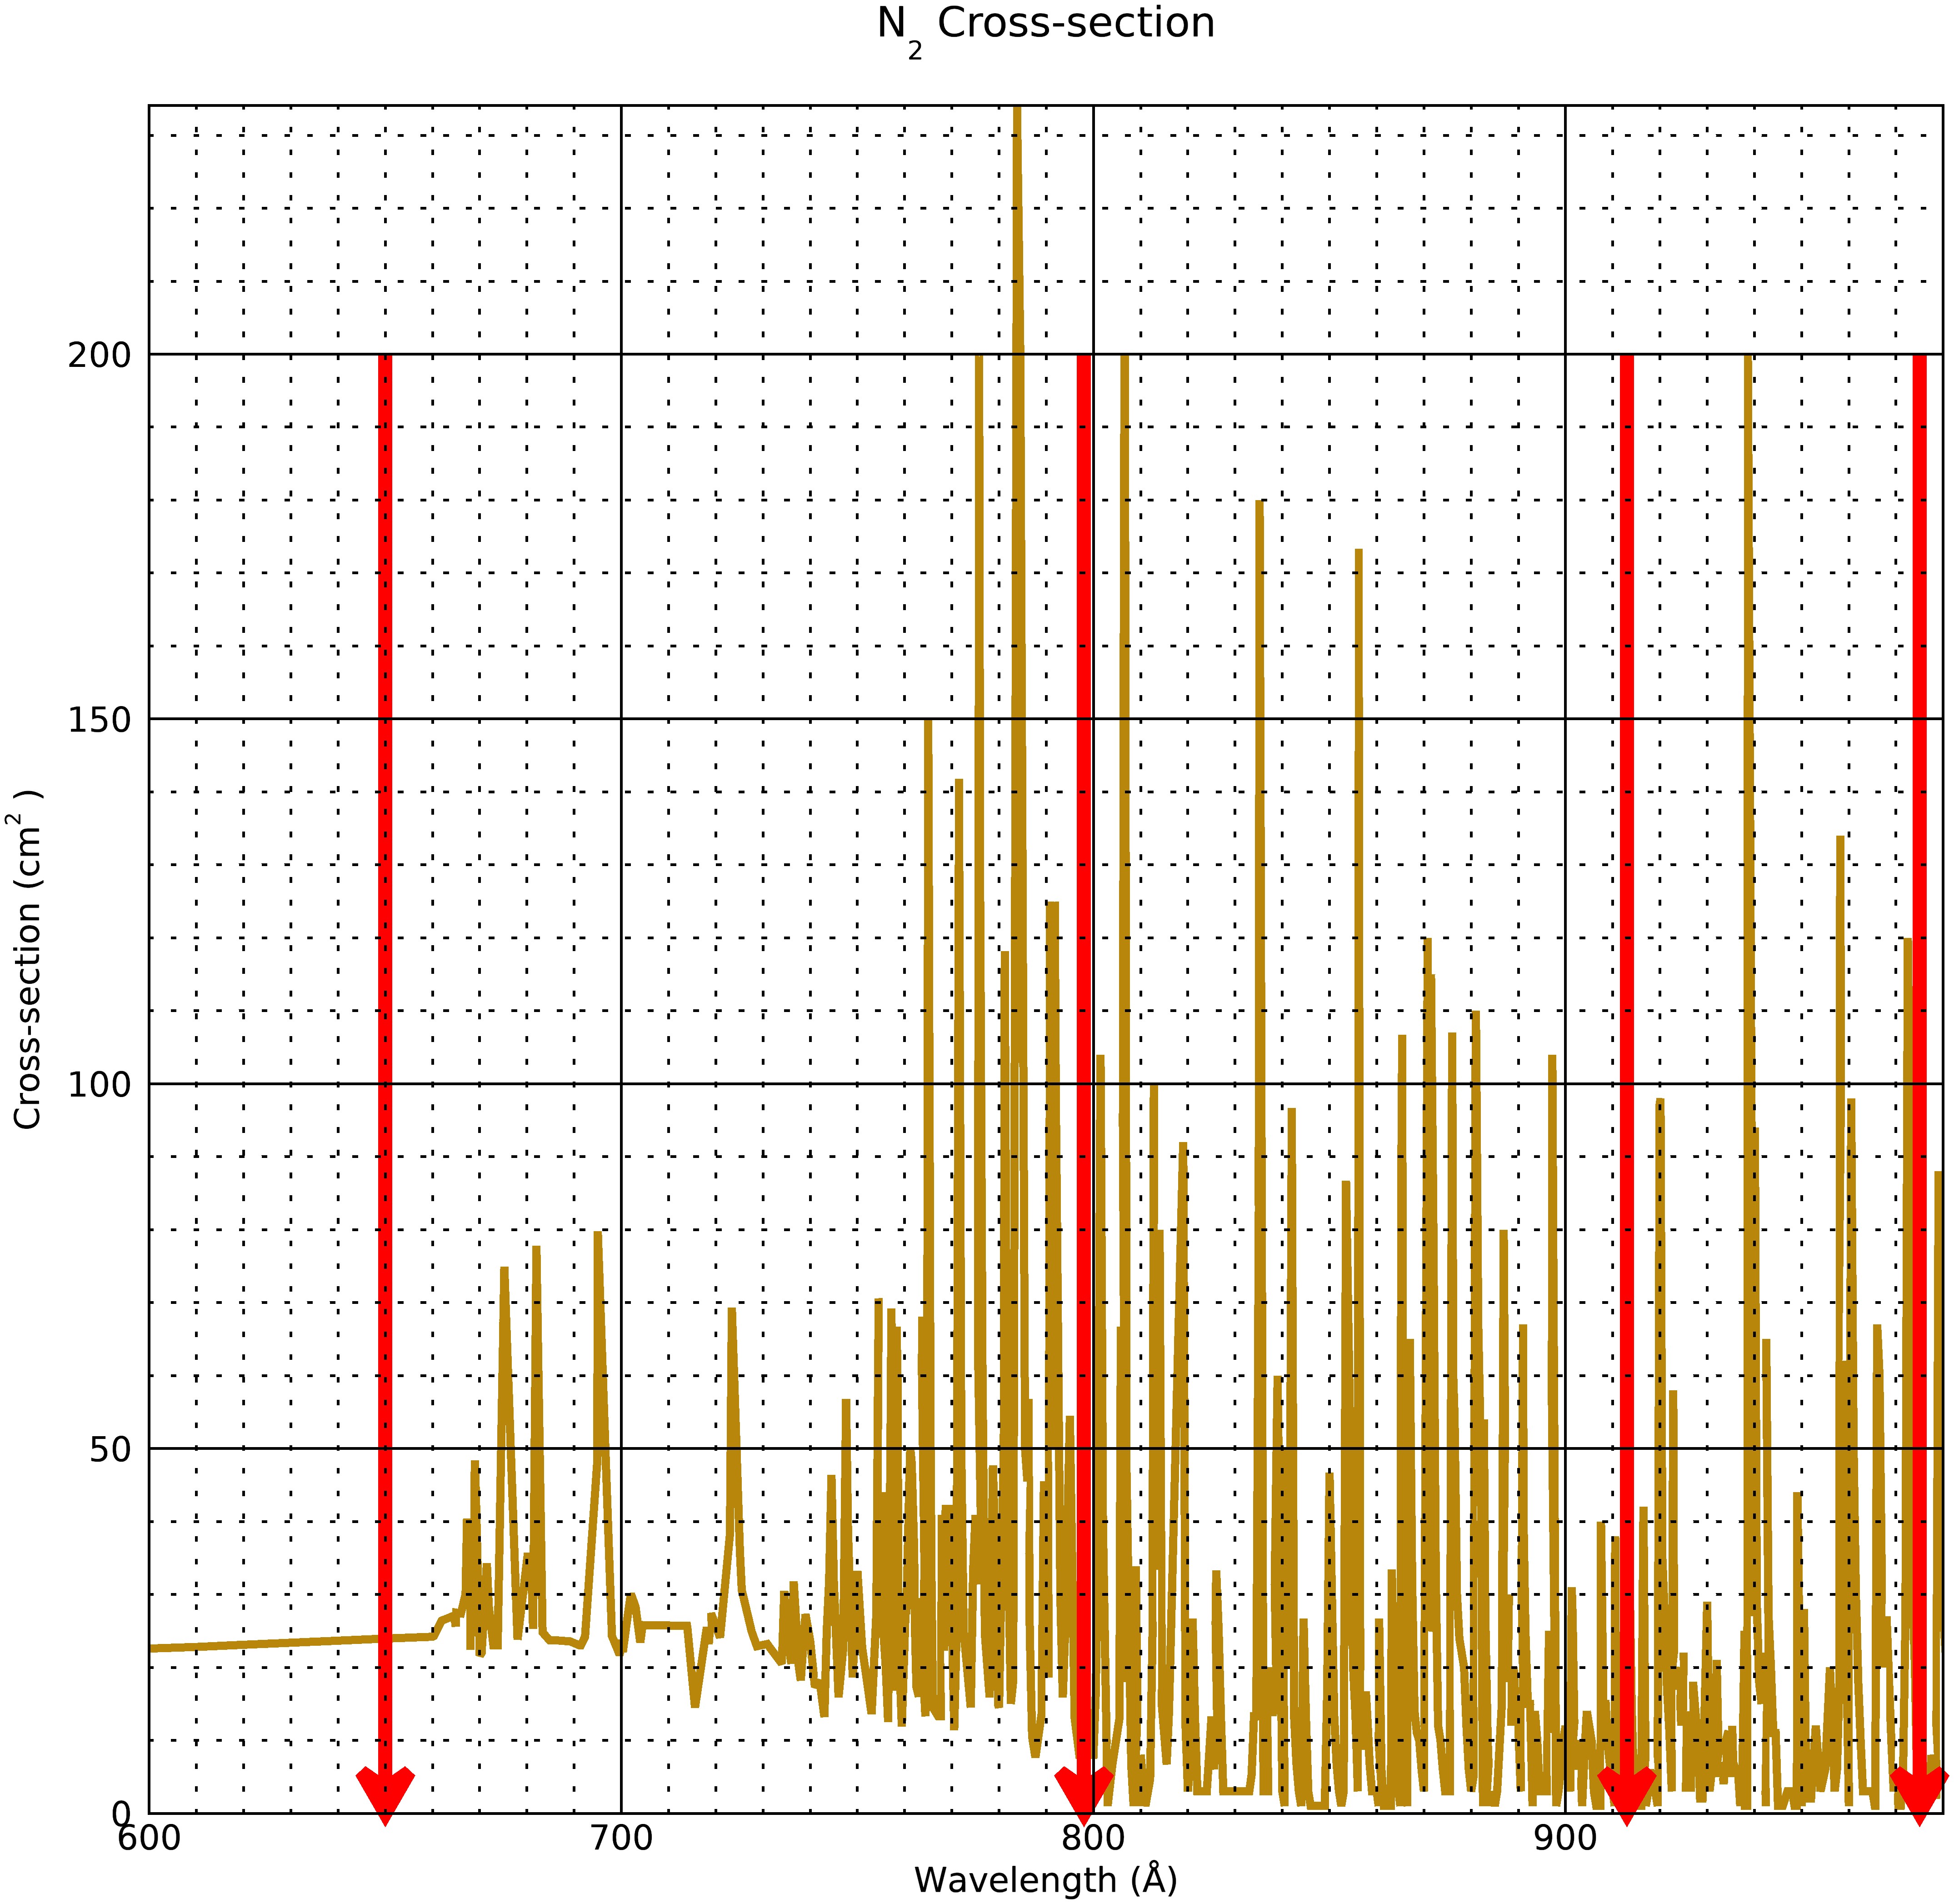 N₂ Cross-section
200
150
100
50
0
Cross-section (cm²)
600 700 800 900
Wavelength (Å)